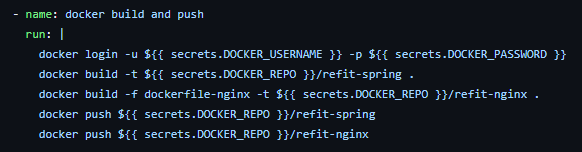 - name: docker build and push
run: |
docker login -u ${{ secrets.DOCKER_USERNAME }} -p ${{ secrets.DOCKER_PASSWORD }}
docker build -t ${{ secrets.DOCKER_REPO }}/refit-spring .
docker build -f dockerfile-nginx -t ${{ secrets.DOCKER_REPO }}/refit-nginx .
docker push ${{ secrets.DOCKER_REPO }}/refit-spring
docker push ${{ secrets.DOCKER_REPO }}/refit-nginx